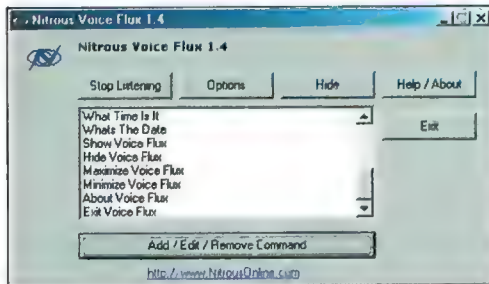 Nitrous Voice Flux 1.4
Nitrous Voice Flux 1.4
Stop Listening Options Hide Help / About
What Time Is It
Whats The Date
Show Voice Flux
Hide Voice Flux
Maximize Voice Flux
Minimize Voice Flux
About Voice Flux
Exit Voice Flux
Exit
Add / Edit / Remove Command
http://www.NitrousOnline.com